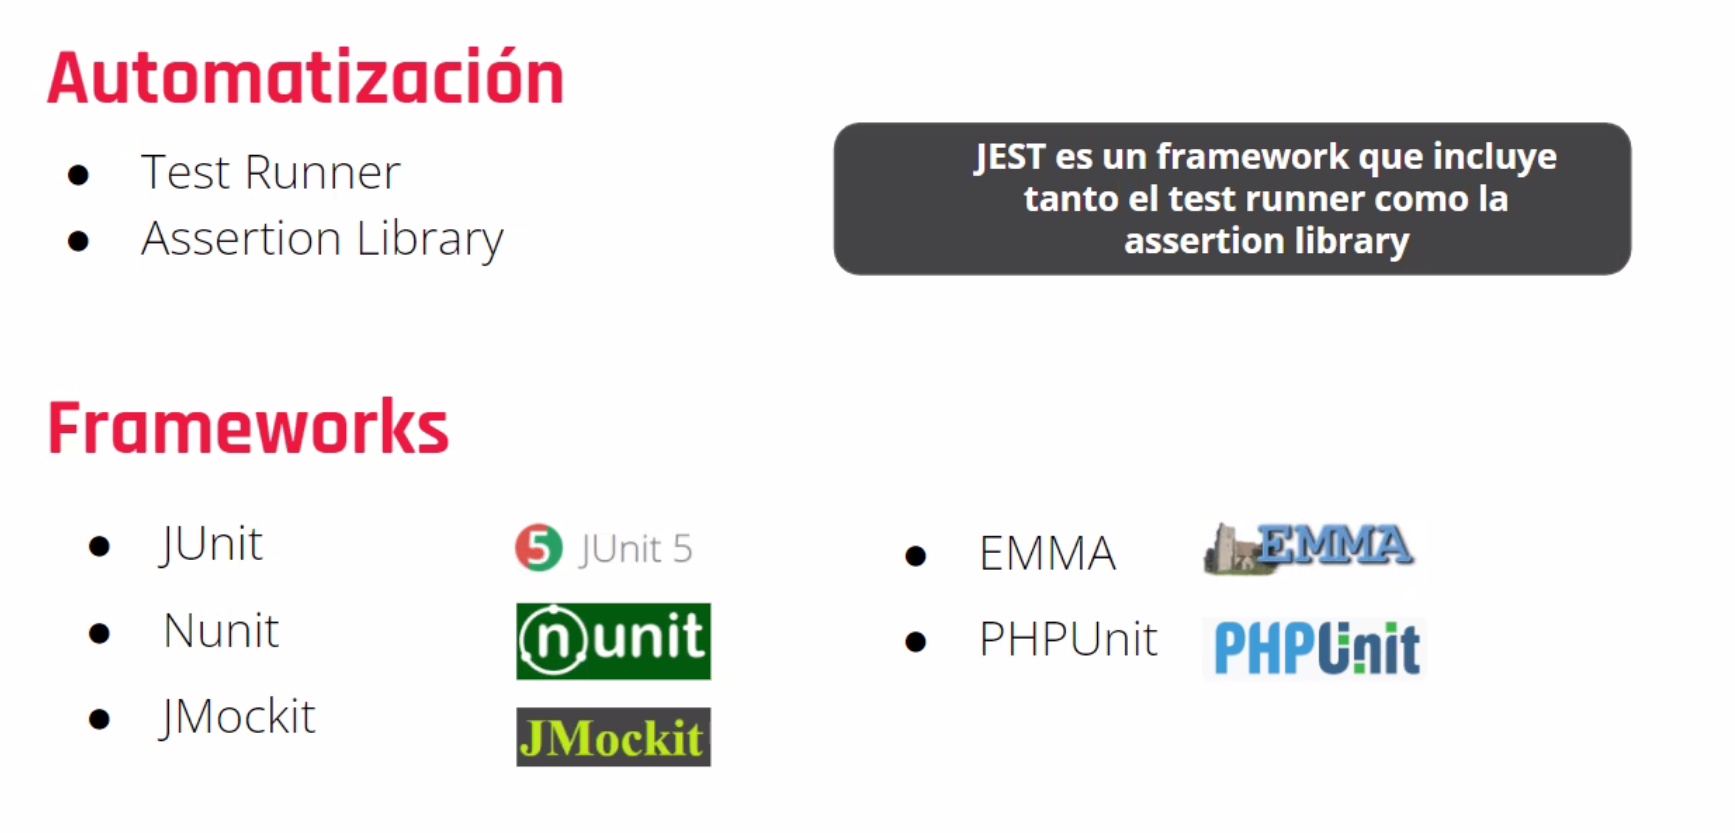 Automatización
● Test Runner
● Assertion Library
JEST es un framework que incluye
tanto el test runner como la
assertion library
Frameworks
● JUnit
5 JUnit 5
● Nunit
nunit
● JMockit
JMockit
● EMMA
EMMA
● PHPUnit
PHPUnit